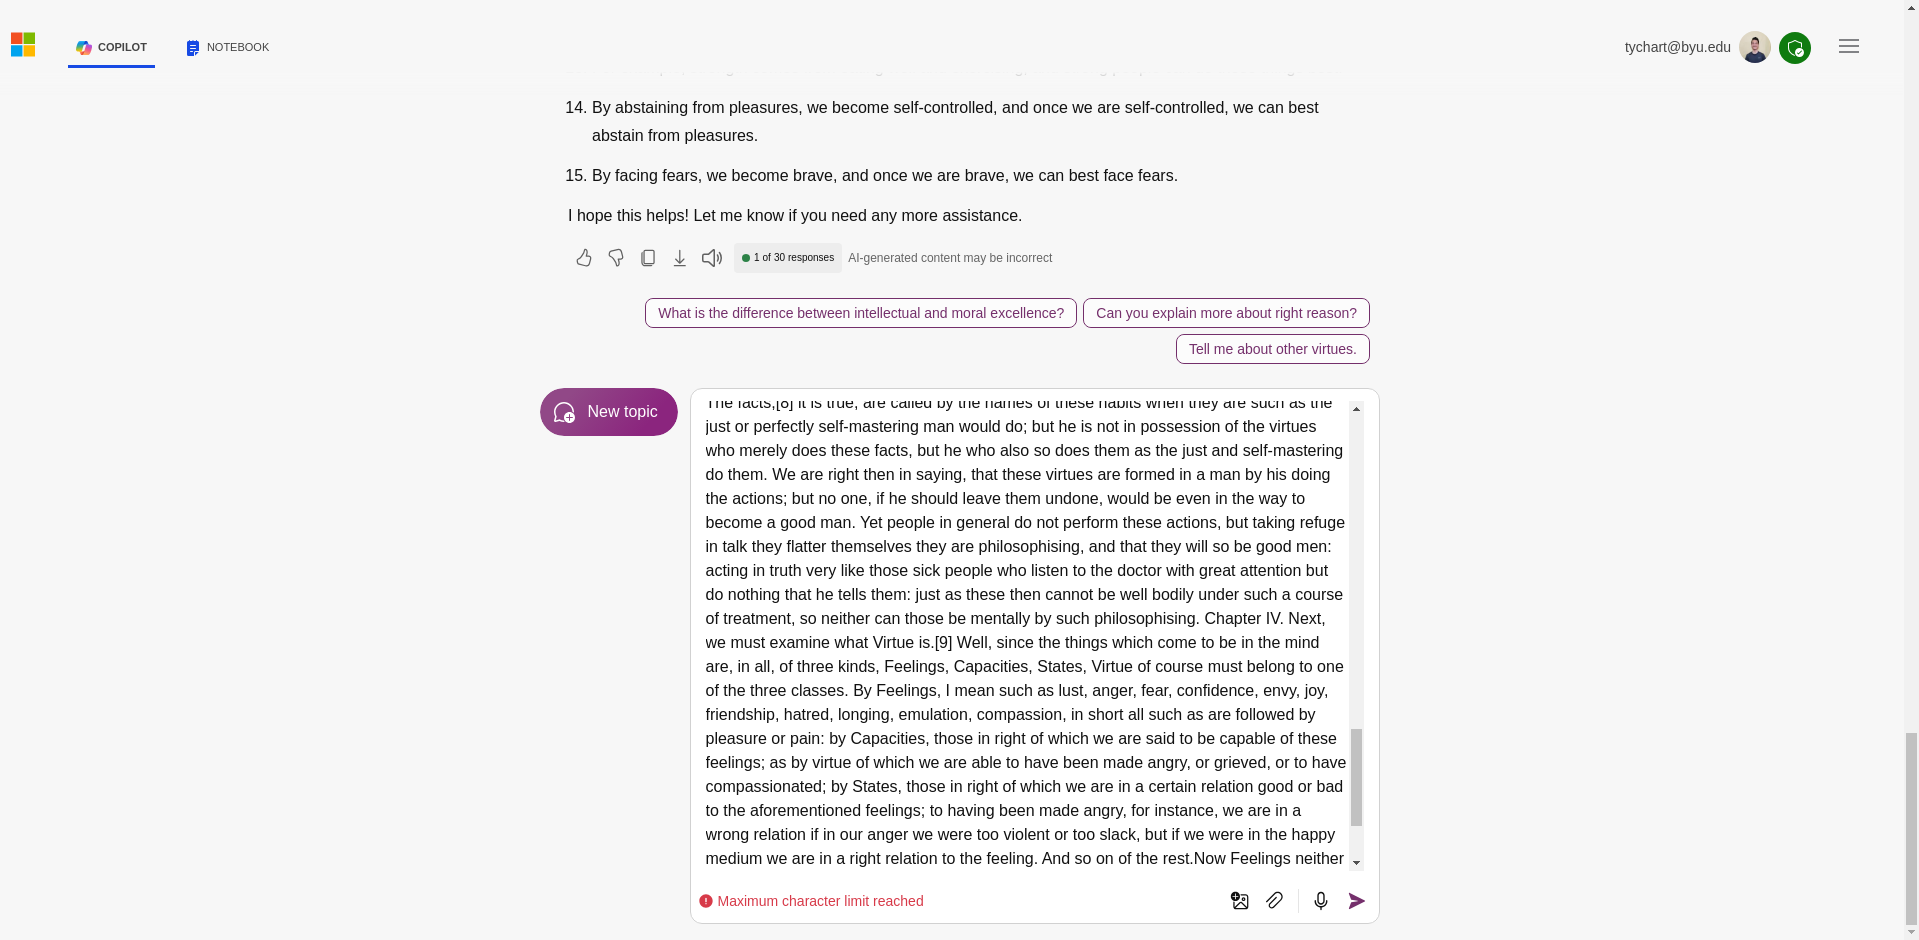 COPILOT
NOTEBOOK
tychart@byu.edu
14. By abstaining from pleasures, we become self-controlled, and once we are self-controlled, we can best
abstain from pleasures.
15. By facing fears, we become brave, and once we are brave, we can best face fears.
I hope this helps! Let me know if you need any more assistance.
1 of 30 responses
AI-generated content may be incorrect
What is the difference between intellectual and moral excellence?
Can you explain more about right reason?
Tell me about other virtues.
New topic
The facts,[8] it is true, are called by the names of these habits when they are such as the
just or perfectly self-mastering man would do; but he is not in possession of the virtues
who merely does these facts, but he who also so does them as the just and self-mastering
do them. We are right then in saying, that these virtues are formed in a man by his doing
the actions; but no one, if he should leave them undone, would be even in the way to
become a good man. Yet people in general do not perform these actions, but taking refuge
in talk they flatter themselves they are philosophising, and that they will so be good men:
acting in truth very like those sick people who listen to the doctor with great attention but
do nothing that he tells them: just as these then cannot be well bodily under such a course
of treatment, so neither can those be mentally by such philosophising. Chapter IV. Next,
we must examine what Virtue is.[9] Well, since the things which come to be in the mind
are, in all, of three kinds, Feelings, Capacities, States, Virtue of course must belong to one
of the three classes. By Feelings, I mean such as lust, anger, fear, confidence, envy, joy,
friendship, hatred, longing, emulation, compassion, in short all such as are followed by
pleasure or pain: by Capacities, those in right of which we are said to be capable of these
feelings; as by virtue of which we are able to have been made angry, or grieved, or to have
compassionated; by States, those in right of which we are in a certain relation good or bad
to the aforementioned feelings; to having been made angry, for instance, we are in a
wrong relation if in our anger we were too violent or too slack, but if we were in the happy
medium we are in a right relation to the feeling. And so on of the rest.Now Feelings neither
Maximum character limit reached